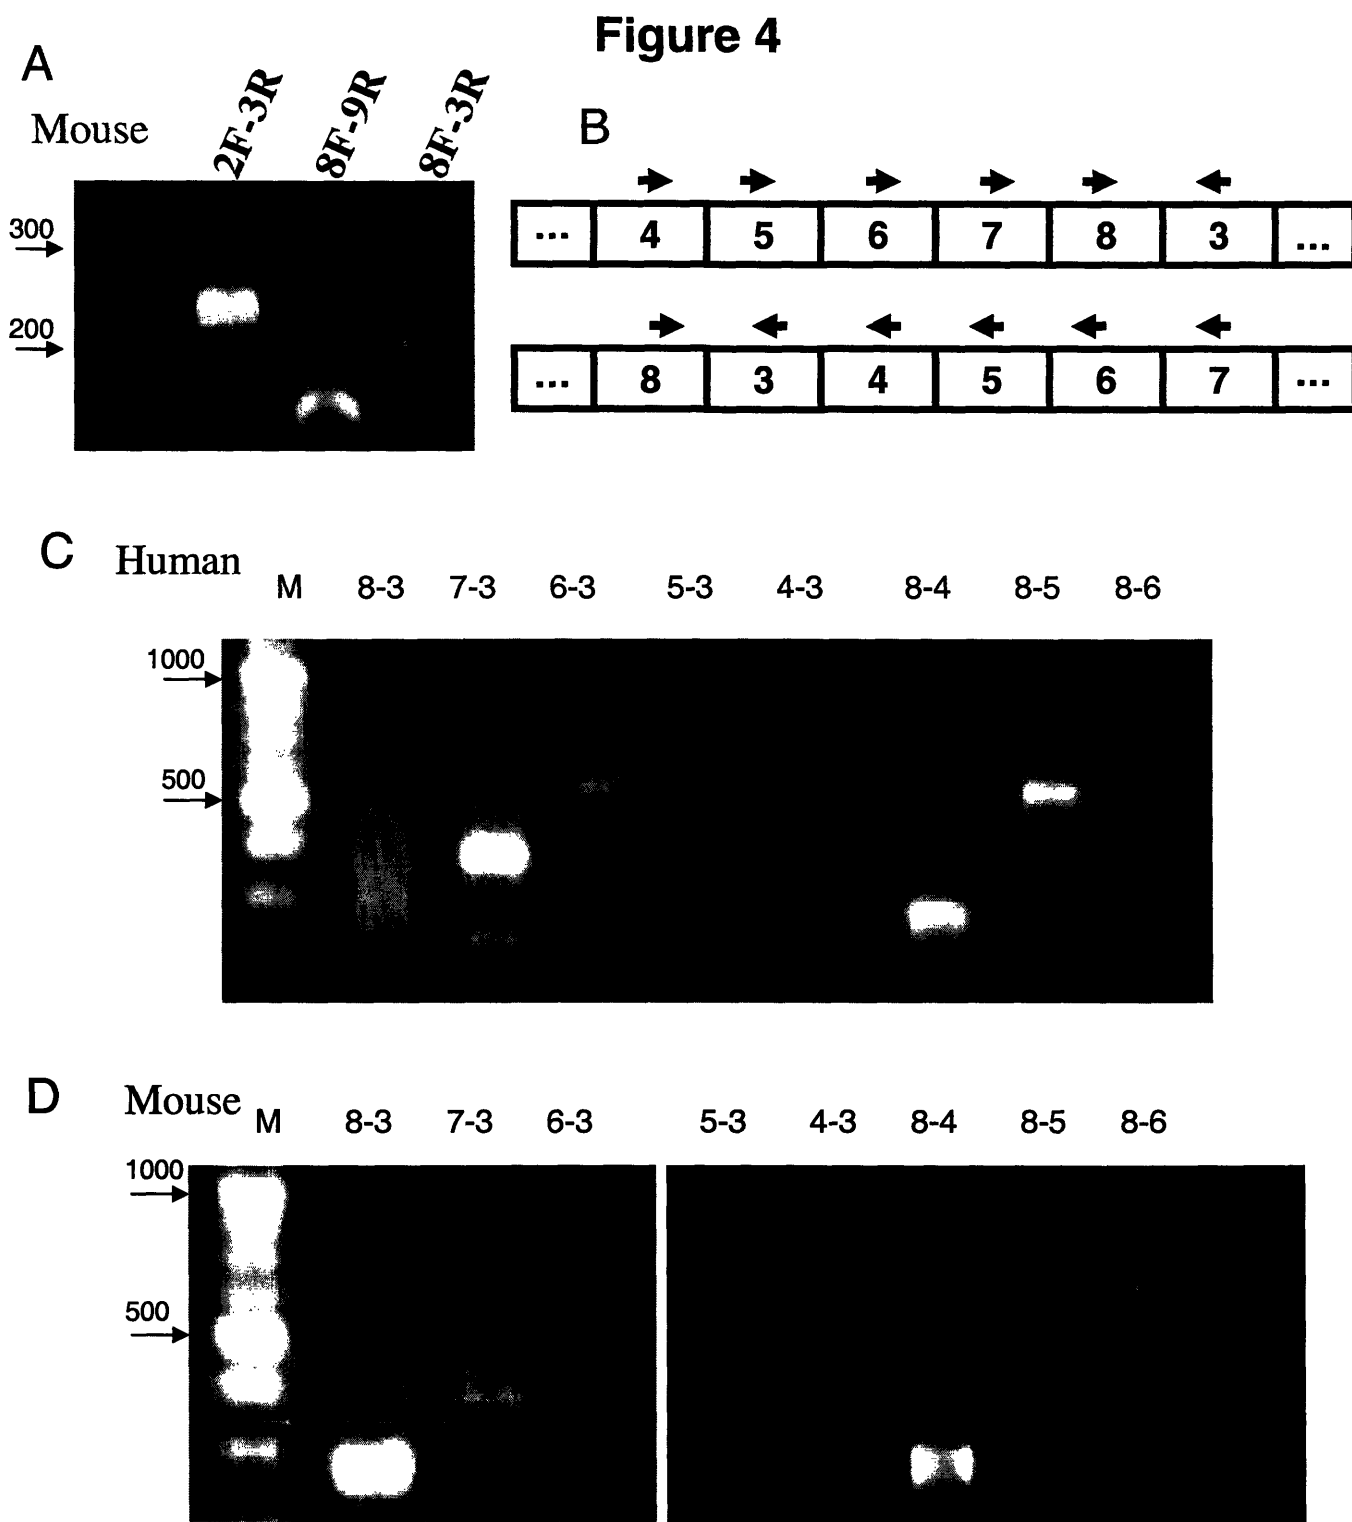 Figure 4
A
Mouse
2F-3R
8F-9R
8F-3R
300
200
B
... 4 5 6 7 8 3 ...
... 8 3 4 5 6 7 ...
C
Human
M 8-3 7-3 6-3 5-3 4-3 8-4 8-5 8-6
1000
500
D
Mouse
M 8-3 7-3 6-3 5-3 4-3 8-4 8-5 8-6
1000
500